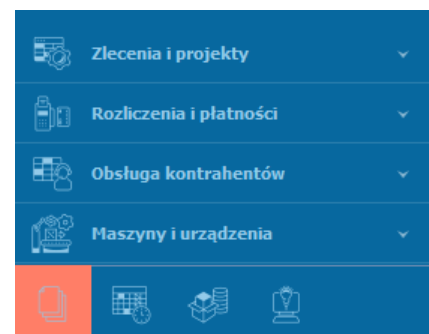 Zlecenia i projekty
Rozliczenia i płatności
Obsługa kontrahentów
Maszyny i urządzenia